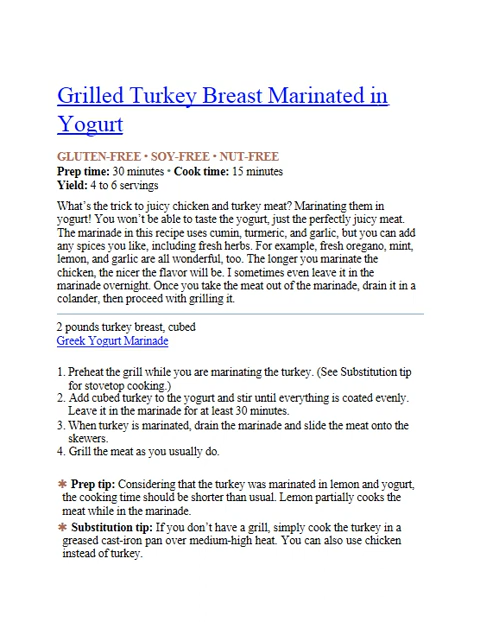 Grilled Turkey Breast Marinated in
Yogurt
GLUTEN-FREE • SOY-FREE • NUT-FREE
Prep time: 30 minutes • Cook time: 15 minutes
Yield: 4 to 6 servings
What’s the trick to juicy chicken and turkey meat? Marinating them in
yogurt! You won’t be able to taste the yogurt, just the perfectly juicy meat.
The marinade in this recipe uses cumin, turmeric, and garlic, but you can add
any spices you like, including fresh herbs. For example, fresh oregano, mint,
lemon, and garlic are all wonderful, too. The longer you marinate the
chicken, the nicer the flavor will be. I sometimes even leave it in the
marinade overnight. Once you take the meat out of the marinade, drain it in a
colander, then proceed with grilling it.
2 pounds turkey breast, cubed
Greek Yogurt Marinade
1. Preheat the grill while you are marinating the turkey. (See Substitution tip
for stovetop cooking.)
2. Add cubed turkey to the yogurt and stir until everything is coated evenly.
Leave it in the marinade for at least 30 minutes.
3. When turkey is marinated, drain the marinade and slide the meat onto the
skewers.
4. Grill the meat as you usually do.
✱ Prep tip: Considering that the turkey was marinated in lemon and yogurt,
the cooking time should be shorter than usual. Lemon partially cooks the
meat while in the marinade.
✱ Substitution tip: If you don’t have a grill, simply cook the turkey in a
greased cast-iron pan over medium-high heat. You can also use chicken
instead of turkey.